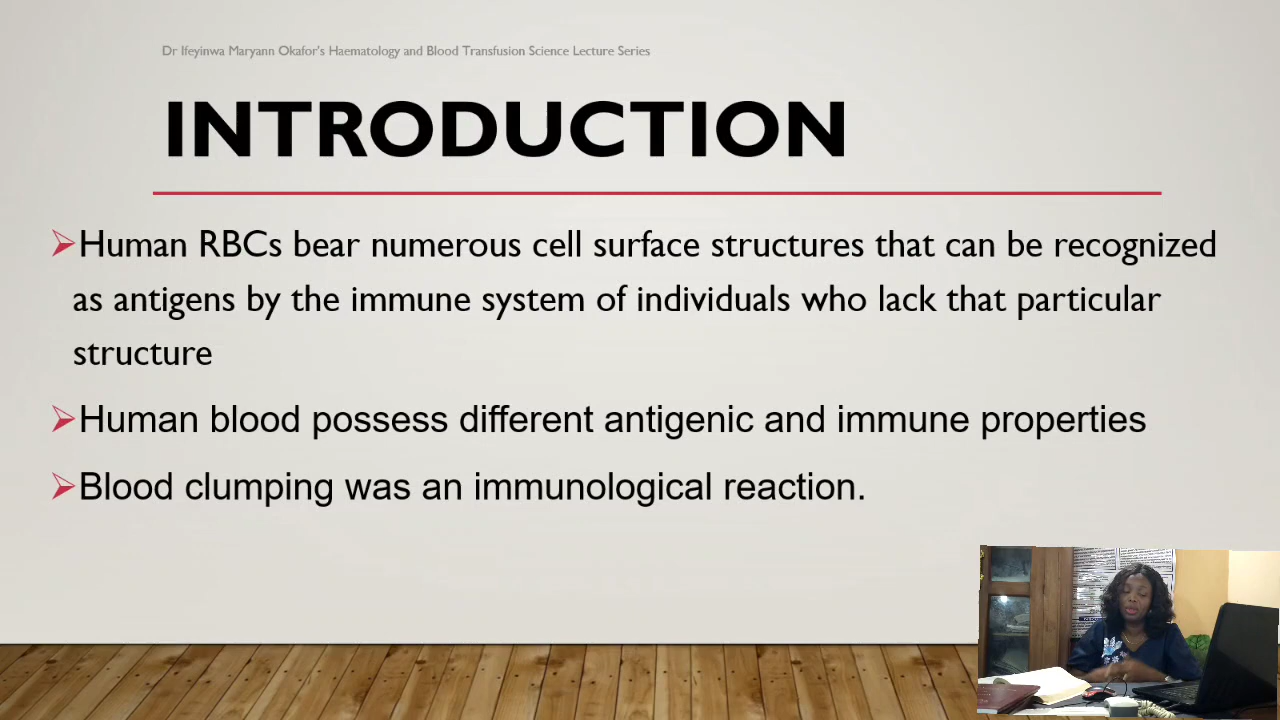 Dr Ifeyinwa Maryann Okafor's Haematology and Blood Transfusion Science Lecture Series
INTRODUCTION
➢Human RBCs bear numerous cell surface structures that can be recognized
as antigens by the immune system of individuals who lack that particular
structure
➢Human blood possess different antigenic and immune properties
➢Blood clumping was an immunological reaction.